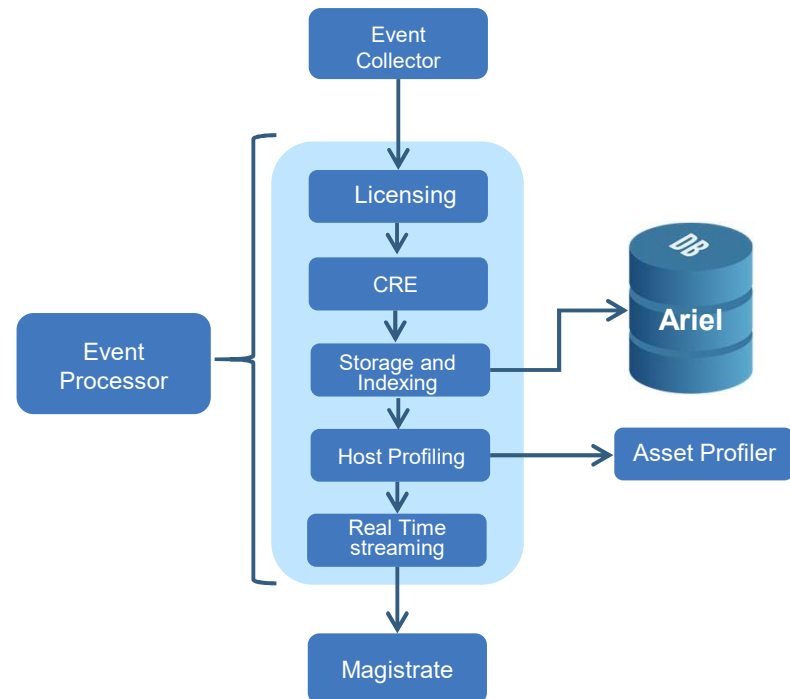 Event
Collector
Licensing
CRE
DB
Ariel
Event
Processor
Storage and
Indexing
Host Profiling
Asset Profiler
Real Time
streaming
Magistrate